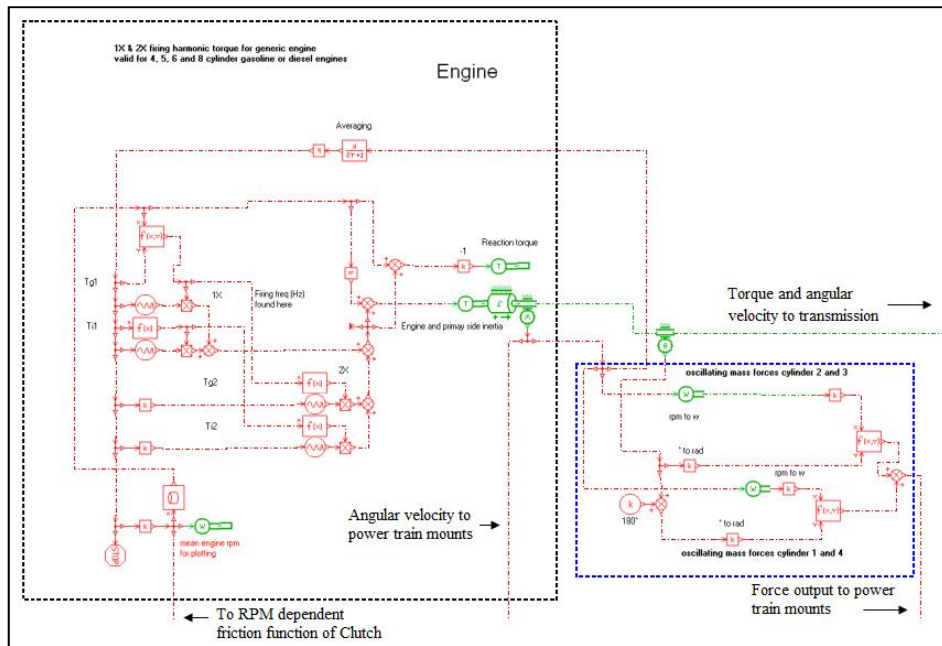 1X & 2X firing harmonic torque for generic engine
valid for 4, 5, 6 and 8 cylinder gasoline or diesel engines
Engine
Averaging
k
k
1+TS
X
f(x,y)
Y
-1
Reaction torque
k
T
Tg1
1X
Firing freq (Hz)
found here
T
Torque and angular
velocity to transmission
Ti1
f(x)
Engine and primay side inertia
θ
2X
Tg2
f(x)
oscillating mass forces cylinder 2 and 3
k
W
k
rpm to w
Ti2
f(x)
f(x,y)
k
° to rad
k
rpm to w
W
k
k
180°
f(x,y)
Angular velocity to
power train mounts
° to rad
k
k
W
mean engine rpm
for plotting
STOP
oscillating mass forces cylinder 1 and 4
Force output to power
train mounts
To RPM dependent
friction function of Clutch